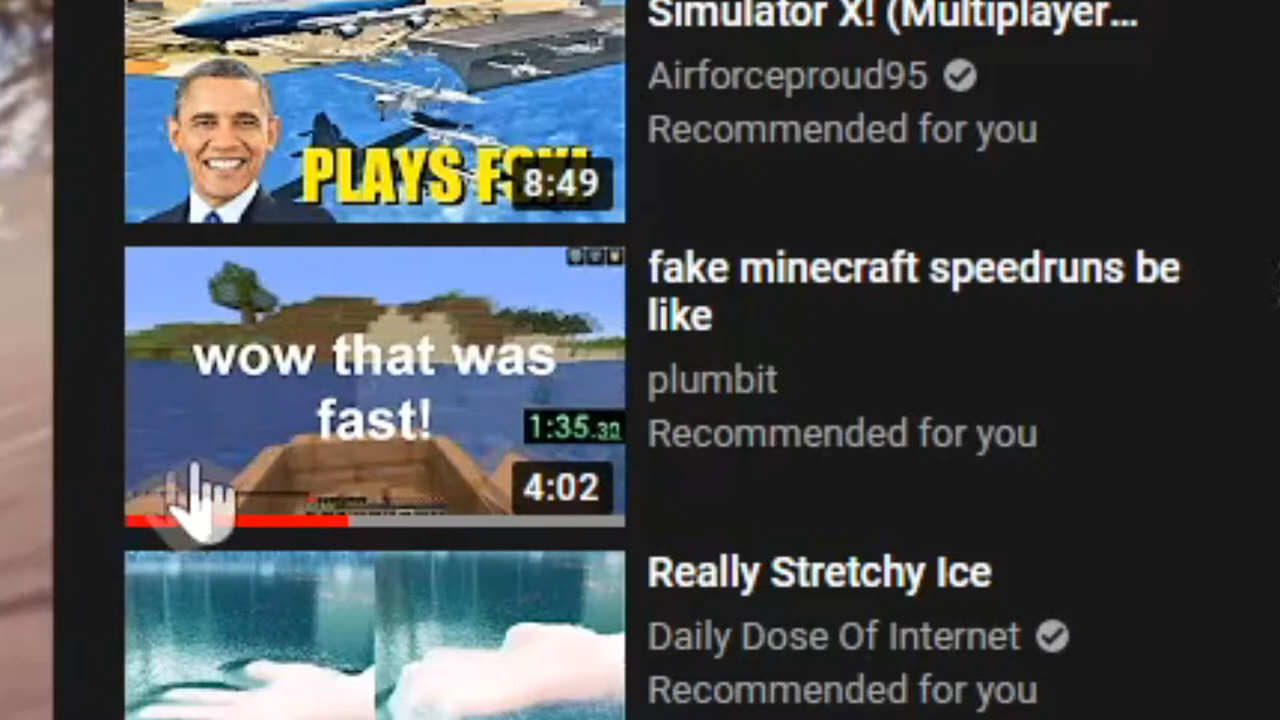 Simulator X! (Multiplayer...
Airforceproud95
Recommended for you
PLAYS
8:49
fake minecraft speedruns be
like
plumbit
Recommended for you
wow that was
fast!
1:35.30
4:02
Really Stretchy Ice
Daily Dose Of Internet
Recommended for you